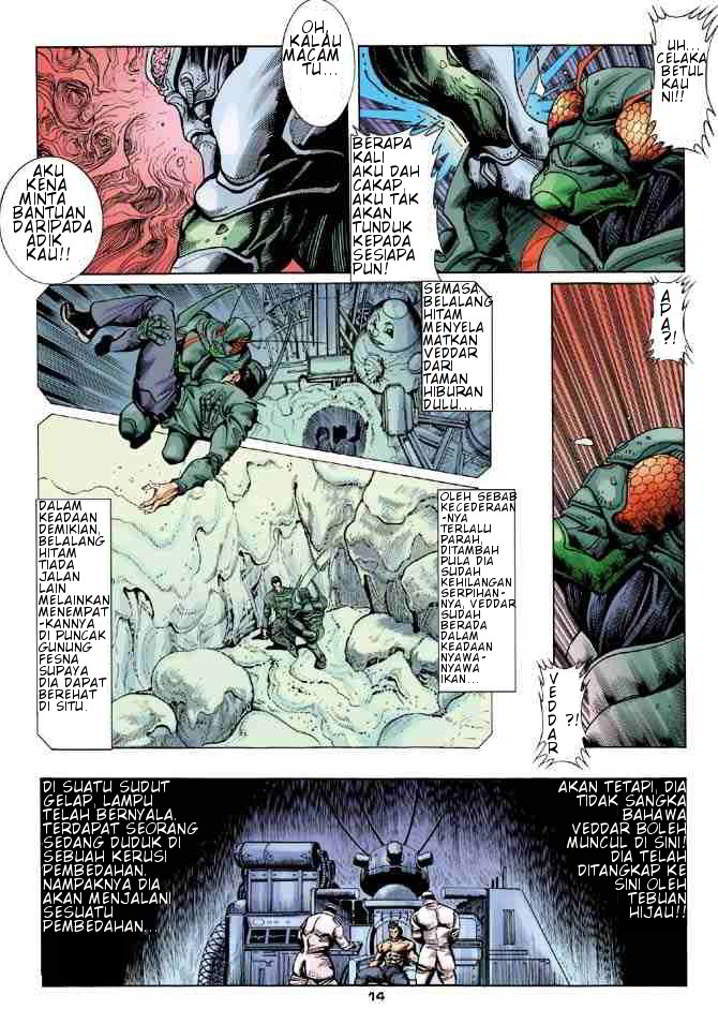 OH,
KALAU
MACAM
TU...
AKU
KENA
MINTA
BANTUAN
DARIPADA
ADIK
KAU!!
UH...
CELAKA
BETUL
KAU
NI!!
BERAPA
KALI
AKU DAH
CAKAP,
AKU TAK
AKAN
TUNDUK
KEPADA
SESIAPA
PUN!
SEMASA
BELALANG
HITAM
MENYELA
MATKAN
VEDDAR
DARI
TAMAN
HIBURAN
DULU...
APA
?!
DALAM
KEADAAN
DEMIKIAN,
BELALANG
HITAM
TIADA
JALAN
LAIN
MELAINKAN
MENEMPAT
-KANNYA
DI PUNCAK
GUNUNG
FESNA
SUPAYA
DIA DAPAT
BEREHAT
DI SITU.
OLEH SEBAB
KECEDERAAN
-NYA
TERLALU
PARAH,
DITAMBAH
PULA DIA
SUDAH
KEHILANGAN
SERPIHAN-
NYA, VEDDAR
SUDAH
BERADA
DALAM
KEADAAN
NYAWA-
NYAWA
IKAN...
VEDDAR
?!
DI SUATU SUDUT
GELAP, LAMPU
TELAH BERNYALA.
TERDAPAT SEORANG
SEDANG DUDUK DI
SEBUAH KERUSI
PEMBEDAHAN.
NAMPAKNYA DIA
AKAN MENJALANI
SESUATU
PEMBEDAHAN...
AKAN TETAPI, DIA
TIDAK SANGKA
BAHAWA
VEDDAR BOLEH
MUNCUL DI SINI!
DIA TELAH
DITANGKAP KE
SINI OLEH
TEBUAN
HIJAU!!
14